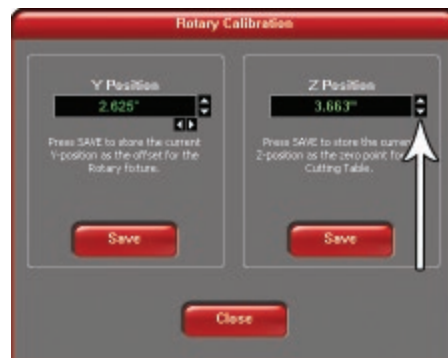 Rotary Calibration
Y Position
2.625"
Press SAVE to store the current
Y-position as the offset for the
Rotary fixture.
Save
Z Position
3.663"
Press SAVE to store the current
Z-position as the zero point for
Cutting Table.
Save
Close